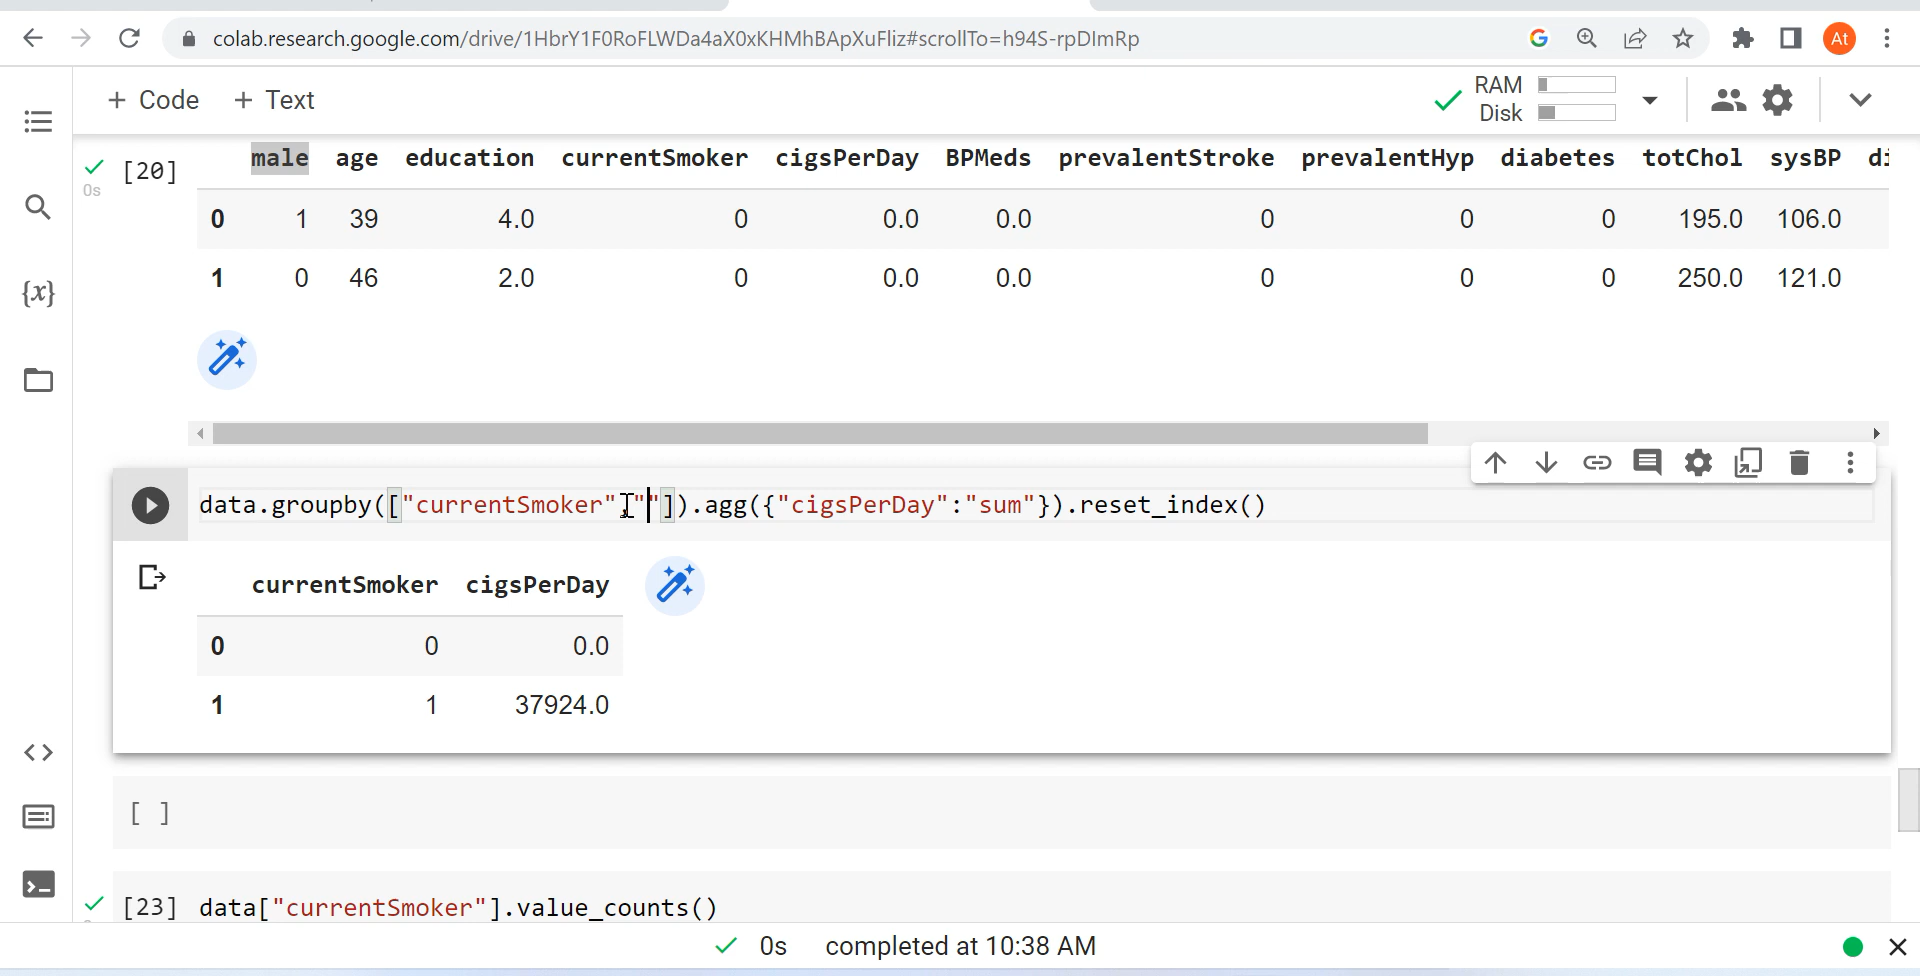 colab.research.google.com/drive/1HbrY1F0RoFLWDa4aX0xKHMhBApXuFliz#scrollTo=h94S-rpDImRp
At
+ Code + Text
RAM
Disk
[20]
0s
male age education currentSmoker cigsPerDay BPMeds prevalentStroke prevalentHyp diabetes totChol sysBP di
0 1 39 4.0 0 0.0 0.0 0 0 0 195.0 106.0
1 0 46 2.0 0 0.0 0.0 0 0 0 250.0 121.0
{x}
data.groupby(["currentSmoker",""]).agg({"cigsPerDay":"sum"}).reset_index()
currentSmoker cigsPerDay
0 0 0.0
1 1 37924.0
[ ]
[23] data["currentSmoker"].value_counts()
0s completed at 10:38 AM